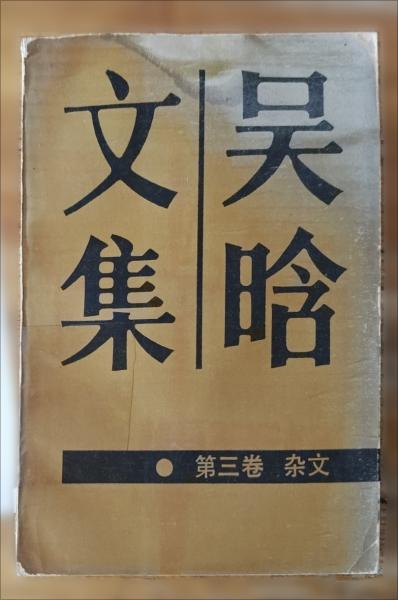 吴晗
文集
第三卷 杂文